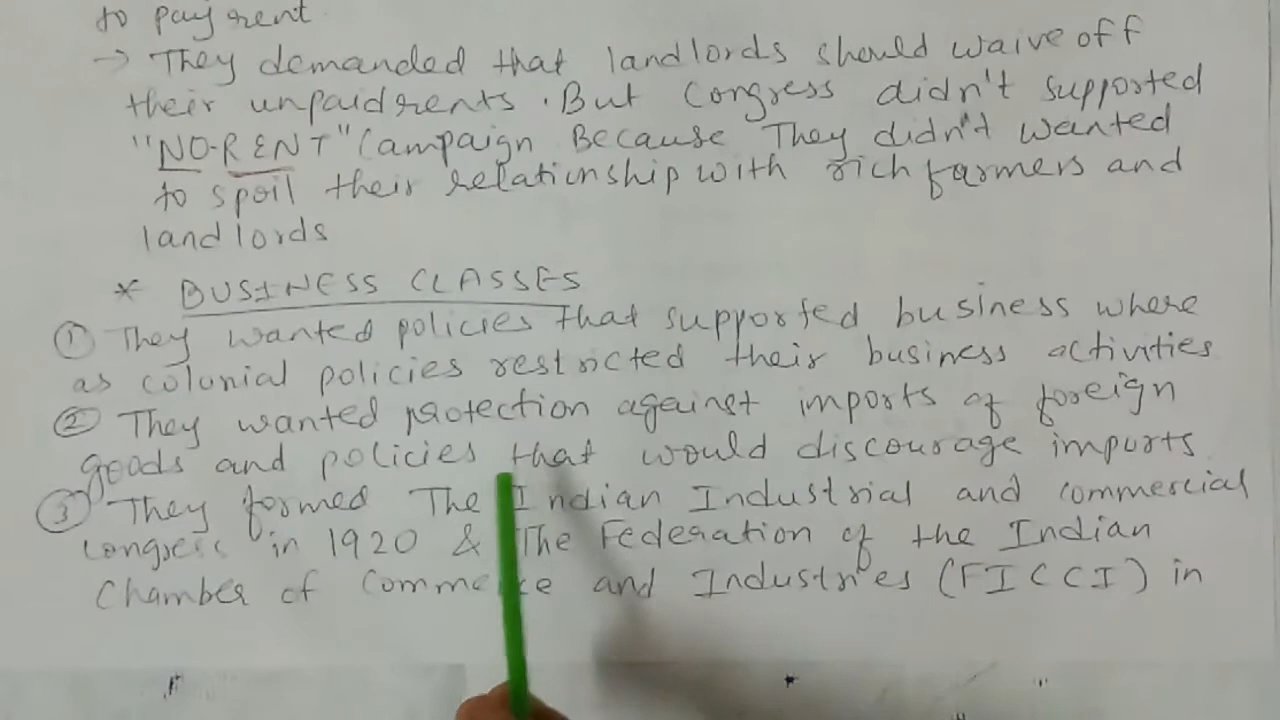 to pay rent
→ They demanded that landlords should waive off
their unpaid rents. But Congress didn't supported
"NO-RENT" Campaign Because They didn't wanted
to spoil their relationship with rich farmers and
landlords
* BUSINESS CLASSES
① They wanted policies that supported business where
as colonial policies restricted their business activities
② They wanted protection against imports of foreign
goods and policies that would discourage imports
③ They formed The Indian Industrial and commercial
Congress in 1920 & The Federation of the Indian
Chamber of Commerce and Industries (FICCI) in